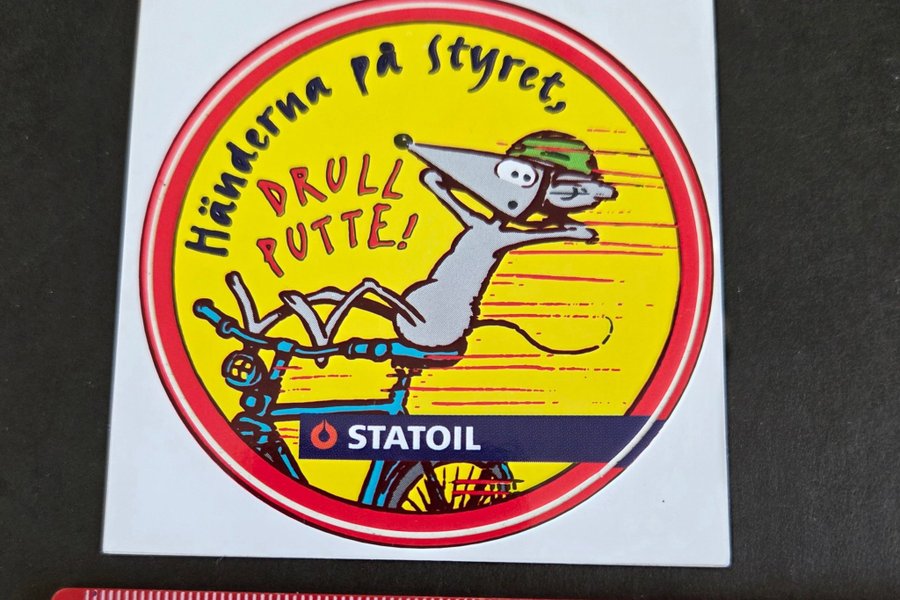 Händerna på styret,
DRULL
PUTTE!
STATOIL